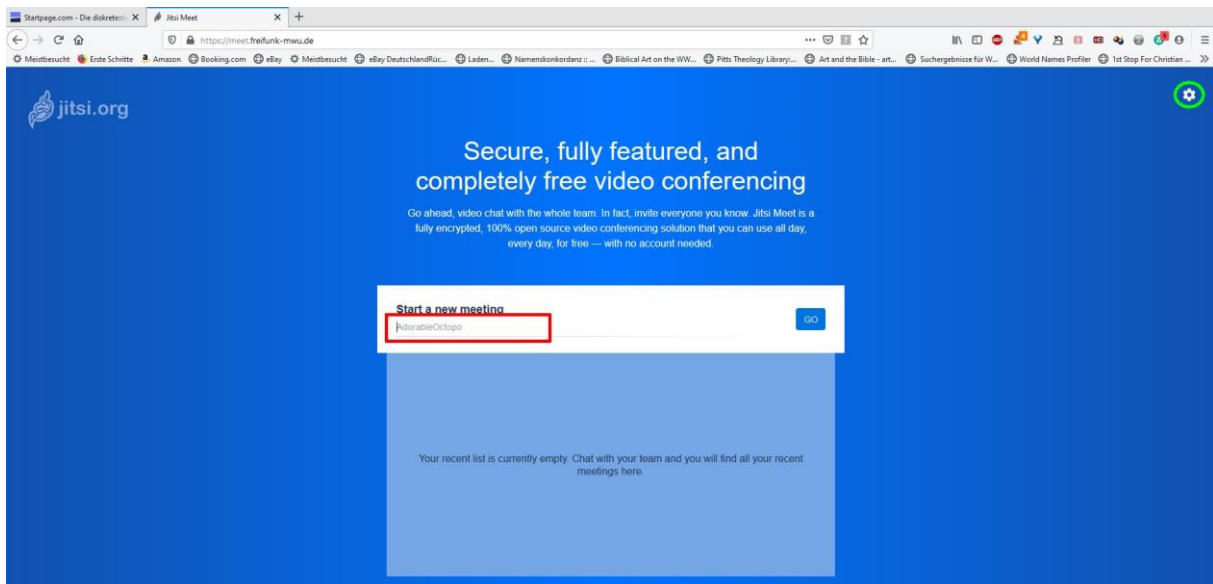 Startpage.com - Die diskretest
Jitsi Meet
https://meet.freifunk-mwu.de
Meistbesucht Erste Schritte Amazon Booking.com eBay Meistbesucht eBay DeutschlandRüc... Laden... Namenskonkordanz :: ... Biblical Art on the WW... Pitts Theology Library:... Art and the Bible - art... Suchergebnisse für W... World Names Profiler 1st Stop For Christian ...
jitsi.org
Secure, fully featured, and
completely free video conferencing
Go ahead, video chat with the whole team. In fact, invite everyone you know. Jitsi Meet is a
fully encrypted, 100% open source video conferencing solution that you can use all day,
every day, for free — with no account needed.
Start a new meeting
AdorableOctopo
GO
Your recent list is currently empty. Chat with your team and you will find all your recent
meetings here.